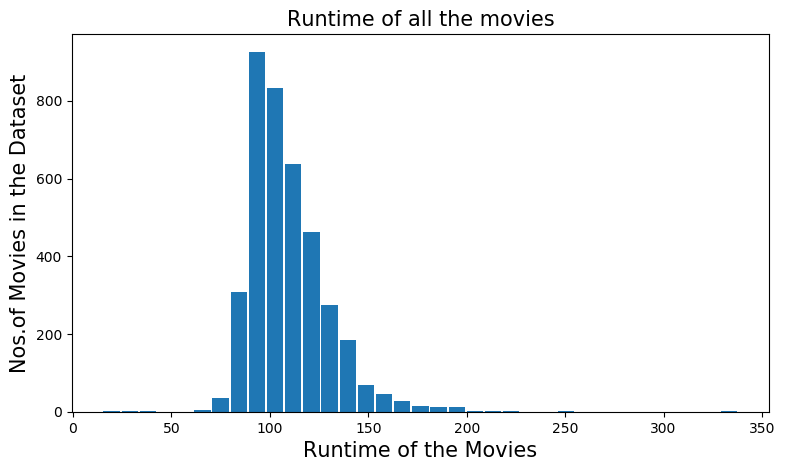 Runtime of all the movies
Nos.of Movies in the Dataset
800
600
400
200
0
0 50 100 150 200 250 300 350
Runtime of the Movies